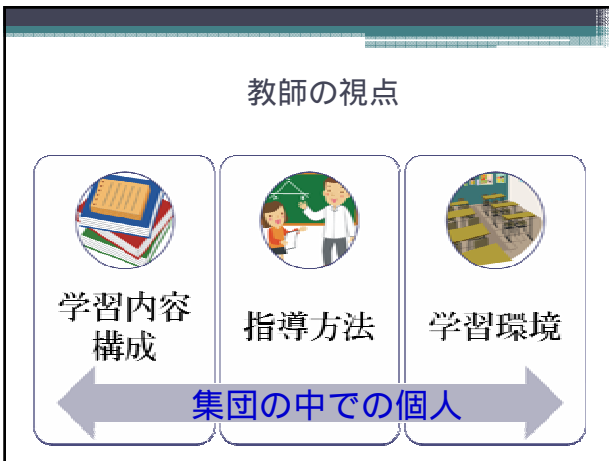 教師の視点
学習内容
構成
指導方法
学習環境
集団の中での個人